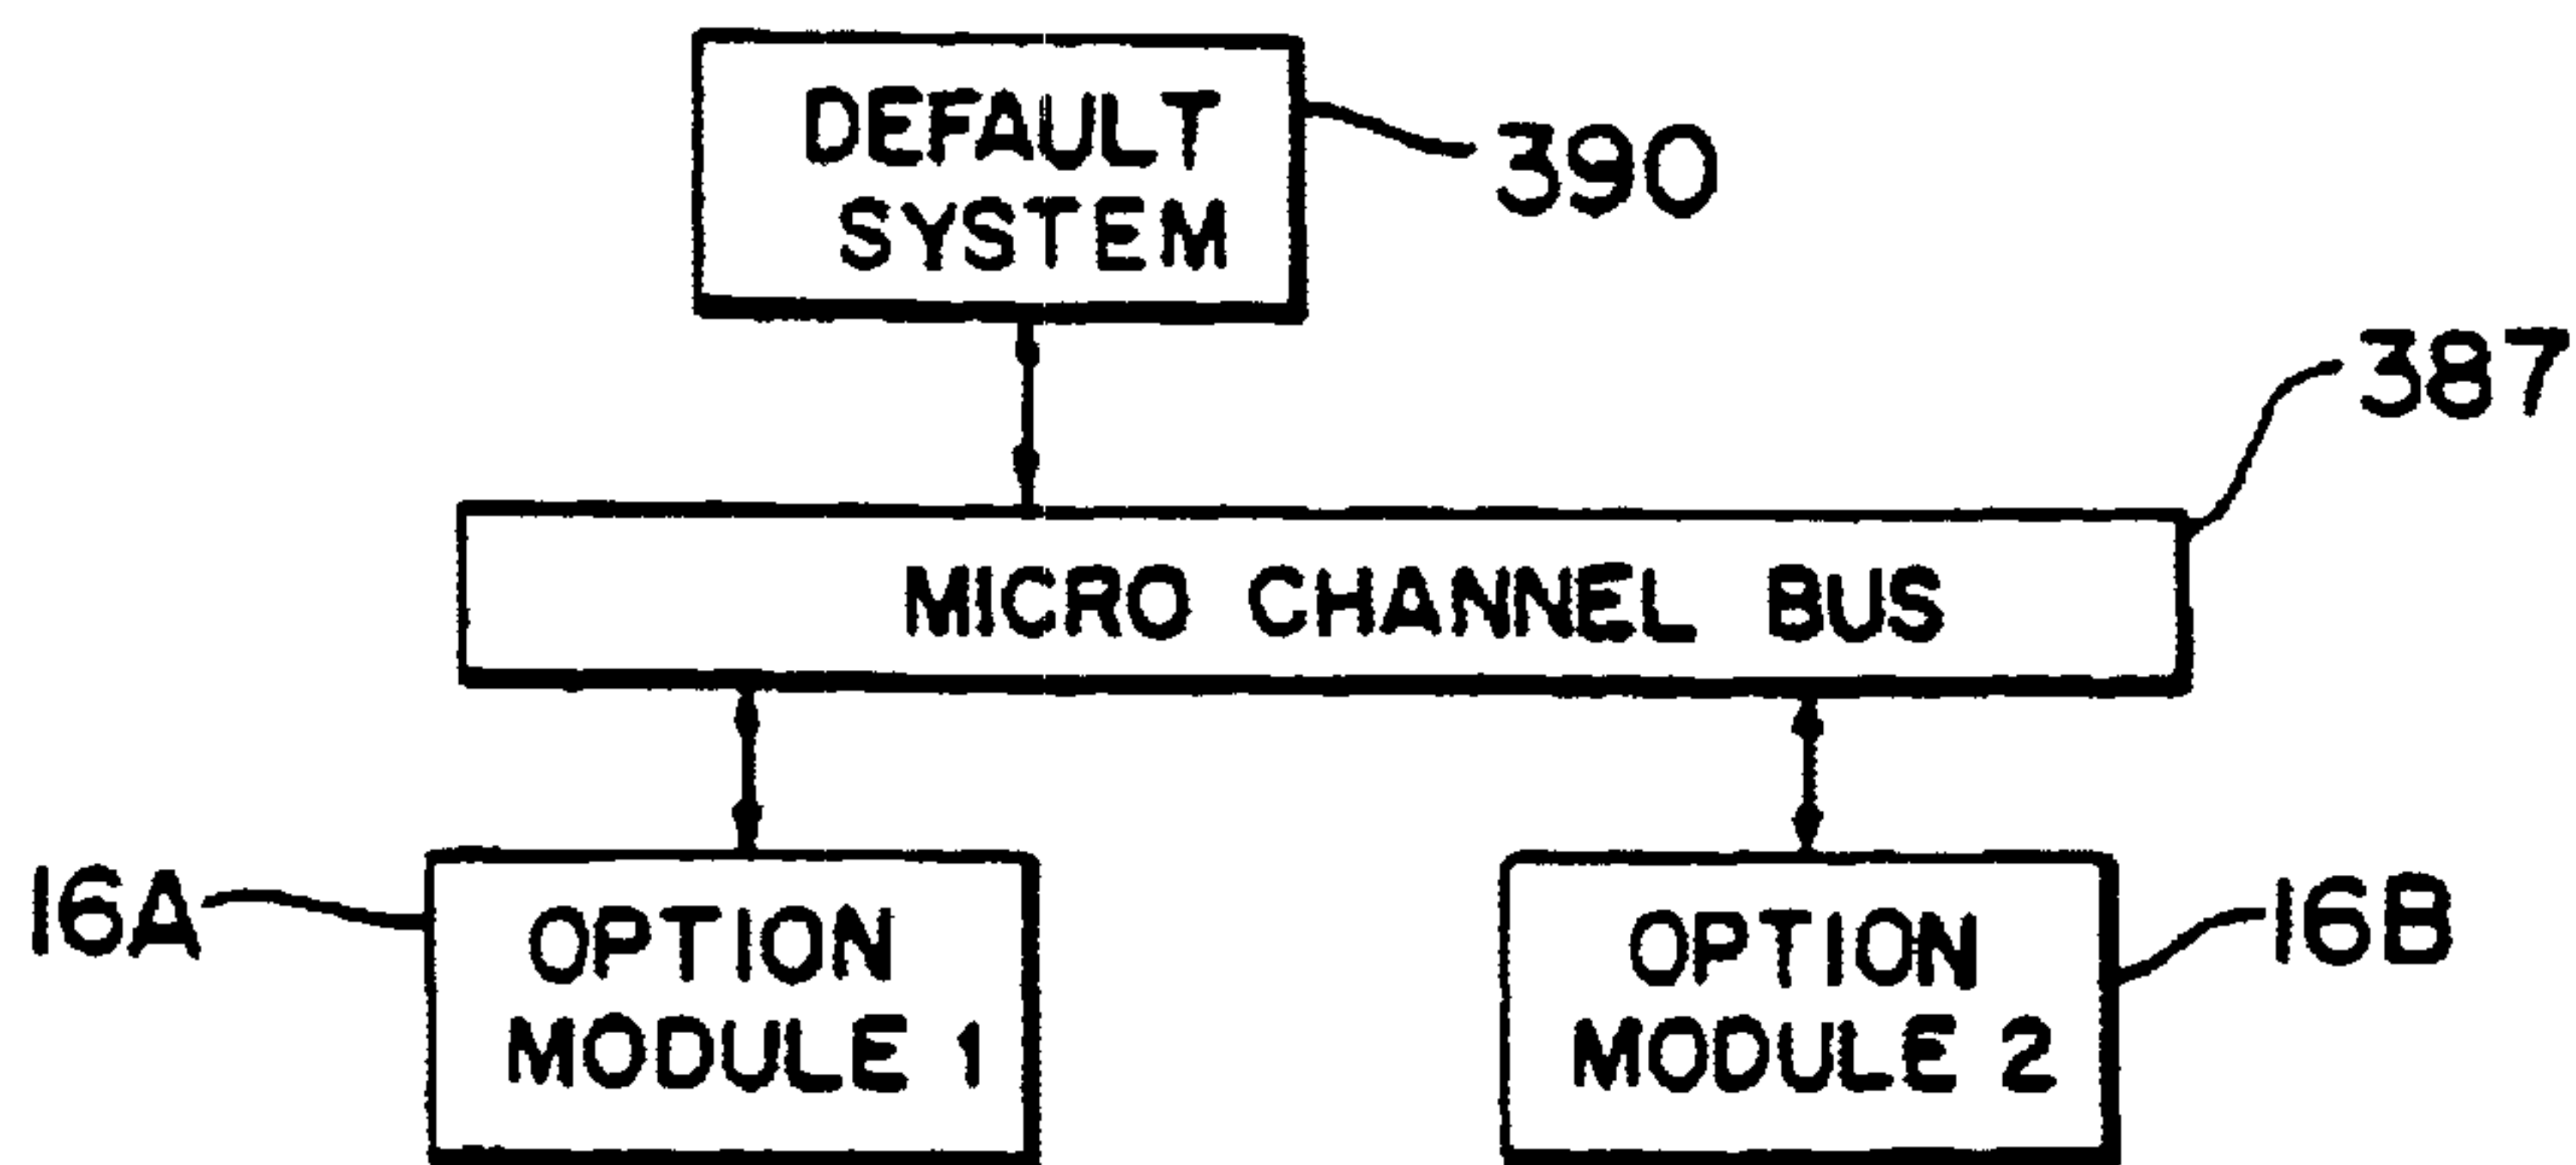 DEFAULT
SYSTEM
390
387
MICRO CHANNEL BUS
16A
OPTION
MODULE 1
OPTION
MODULE 2
16B